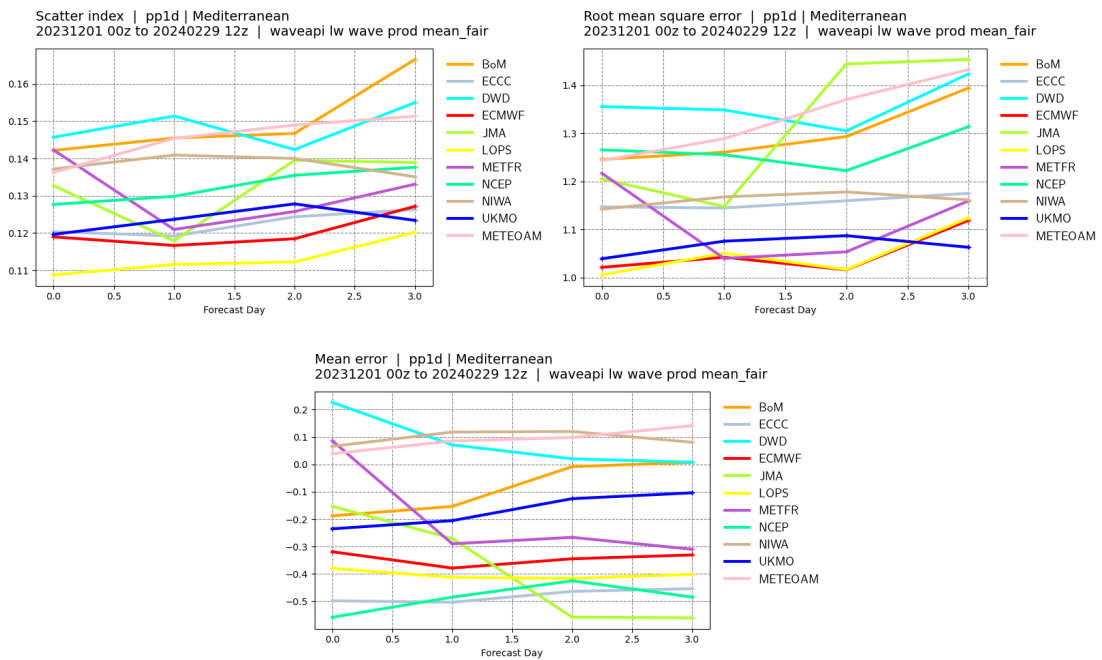 Scatter index | pp1d | Mediterranean
20231201 00z to 20240229 12z | waveapi lw wave prod mean_fair
0.16
0.15
0.14
0.13
0.12
0.11
0.0
0.5
1.0
1.5
2.0
2.5
3.0
Forecast Day
BoM
ECCC
DWD
ECMWF
JMA
LOPS
METFR
NCEP
NIWA
UKMO
METEOAM
Root mean square error | pp1d | Mediterranean
20231201 00z to 20240229 12z | waveapi lw wave prod mean_fair
1.4
1.3
1.2
1.1
1.0
0.0
0.5
1.0
1.5
2.0
2.5
3.0
Forecast Day
BoM
ECCC
DWD
ECMWF
JMA
LOPS
METFR
NCEP
NIWA
UKMO
METEOAM
Mean error | pp1d | Mediterranean
20231201 00z to 20240229 12z | waveapi lw wave prod mean_fair
0.2
0.1
0.0
−0.1
−0.2
−0.3
−0.4
−0.5
0.0
0.5
1.0
1.5
2.0
2.5
3.0
Forecast Day
BoM
ECCC
DWD
ECMWF
JMA
LOPS
METFR
NCEP
NIWA
UKMO
METEOAM